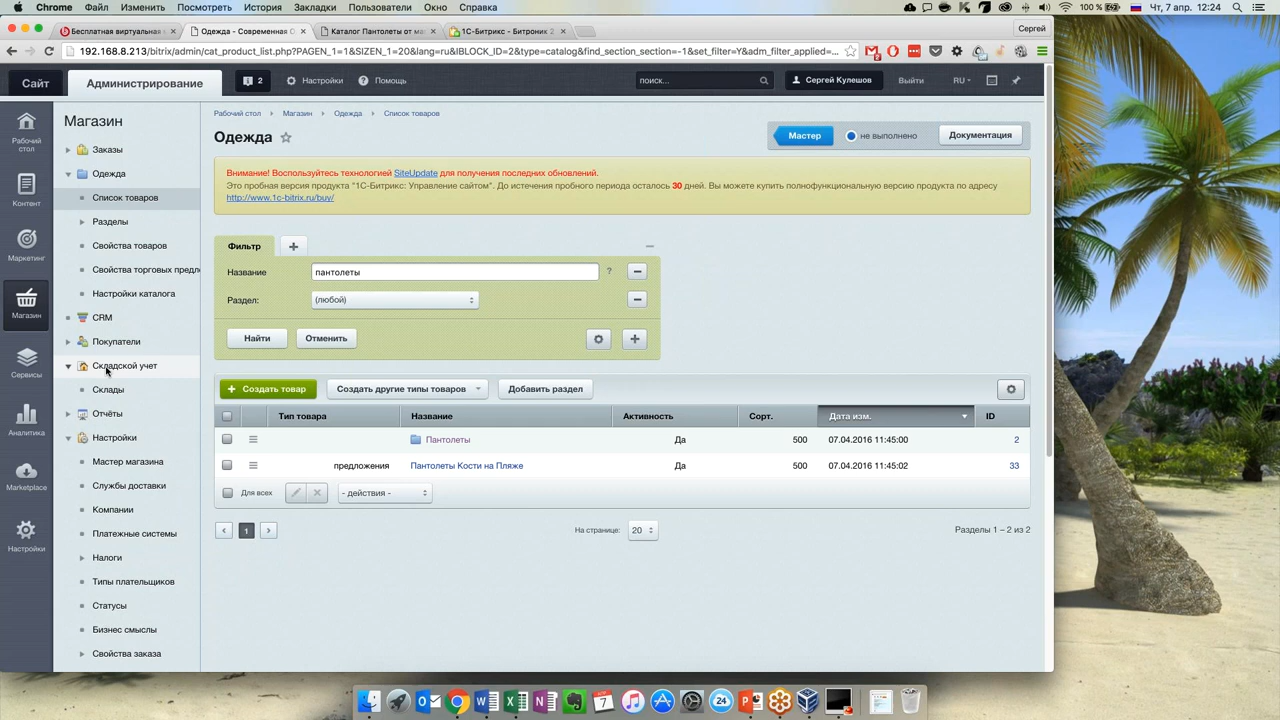 Chrome Файл Изменить Посмотреть История Закладки Пользователи Окно Справка
100 % Чт, 7 апр. 12:24
Бесплатная виртуальная
Одежда - Современная О
Каталог Пантолеты от ма
1С-Битрикс - Битроник 2
Сергей
192.168.8.213/bitrix/admin/cat_product_list.php?PAGEN_1=1&SIZEN_1=20&lang=ru&IBLOCK_ID=2&type=catalog&find_section_section=-1&set_filter=Y&adm_filter_applied=...
Сайт
Администрирование
2
Настройки
Помощь
поиск...
Сергей Кулешов
Выйти
RU
Рабочий стол
Контент
Маркетинг
Магазин
Сервисы
Аналитика
Marketplace
Настройки
Магазин
Заказы
Одежда
Список товаров
Разделы
Свойства товаров
Свойства торговых предл
Настройки каталога
CRM
Покупатели
Складской учет
Склады
Отчёты
Настройки
Мастер магазина
Службы доставки
Компании
Платежные системы
Налоги
Типы плательщиков
Статусы
Бизнес смыслы
Свойства заказа
Рабочий стол Магазин Одежда Список товаров
Одежда
Мастер
не выполнено
Документация
Внимание! Воспользуйтесь технологией SiteUpdate для получения последних обновлений.
Это пробная версия продукта "1С-Битрикс: Управление сайтом". До истечения пробного периода осталось 30 дней. Вы можете купить полнофункциональную версию продукта по адресу
http://www.1c-bitrix.ru/buy/
Фильтр
Название пантолеты ?
Раздел: (любой)
Найти Отменить
Создать товар
Создать другие типы товаров
Добавить раздел
Тип товара Название Активность Сорт. Дата изм. ID
Пантолеты Да 500 07.04.2016 11:45:00 2
предложения Пантолеты Кости на Пляже Да 500 07.04.2016 11:45:02 33
Для всех - действия -
1
На странице: 20
Разделы 1 – 2 из 2
7
24